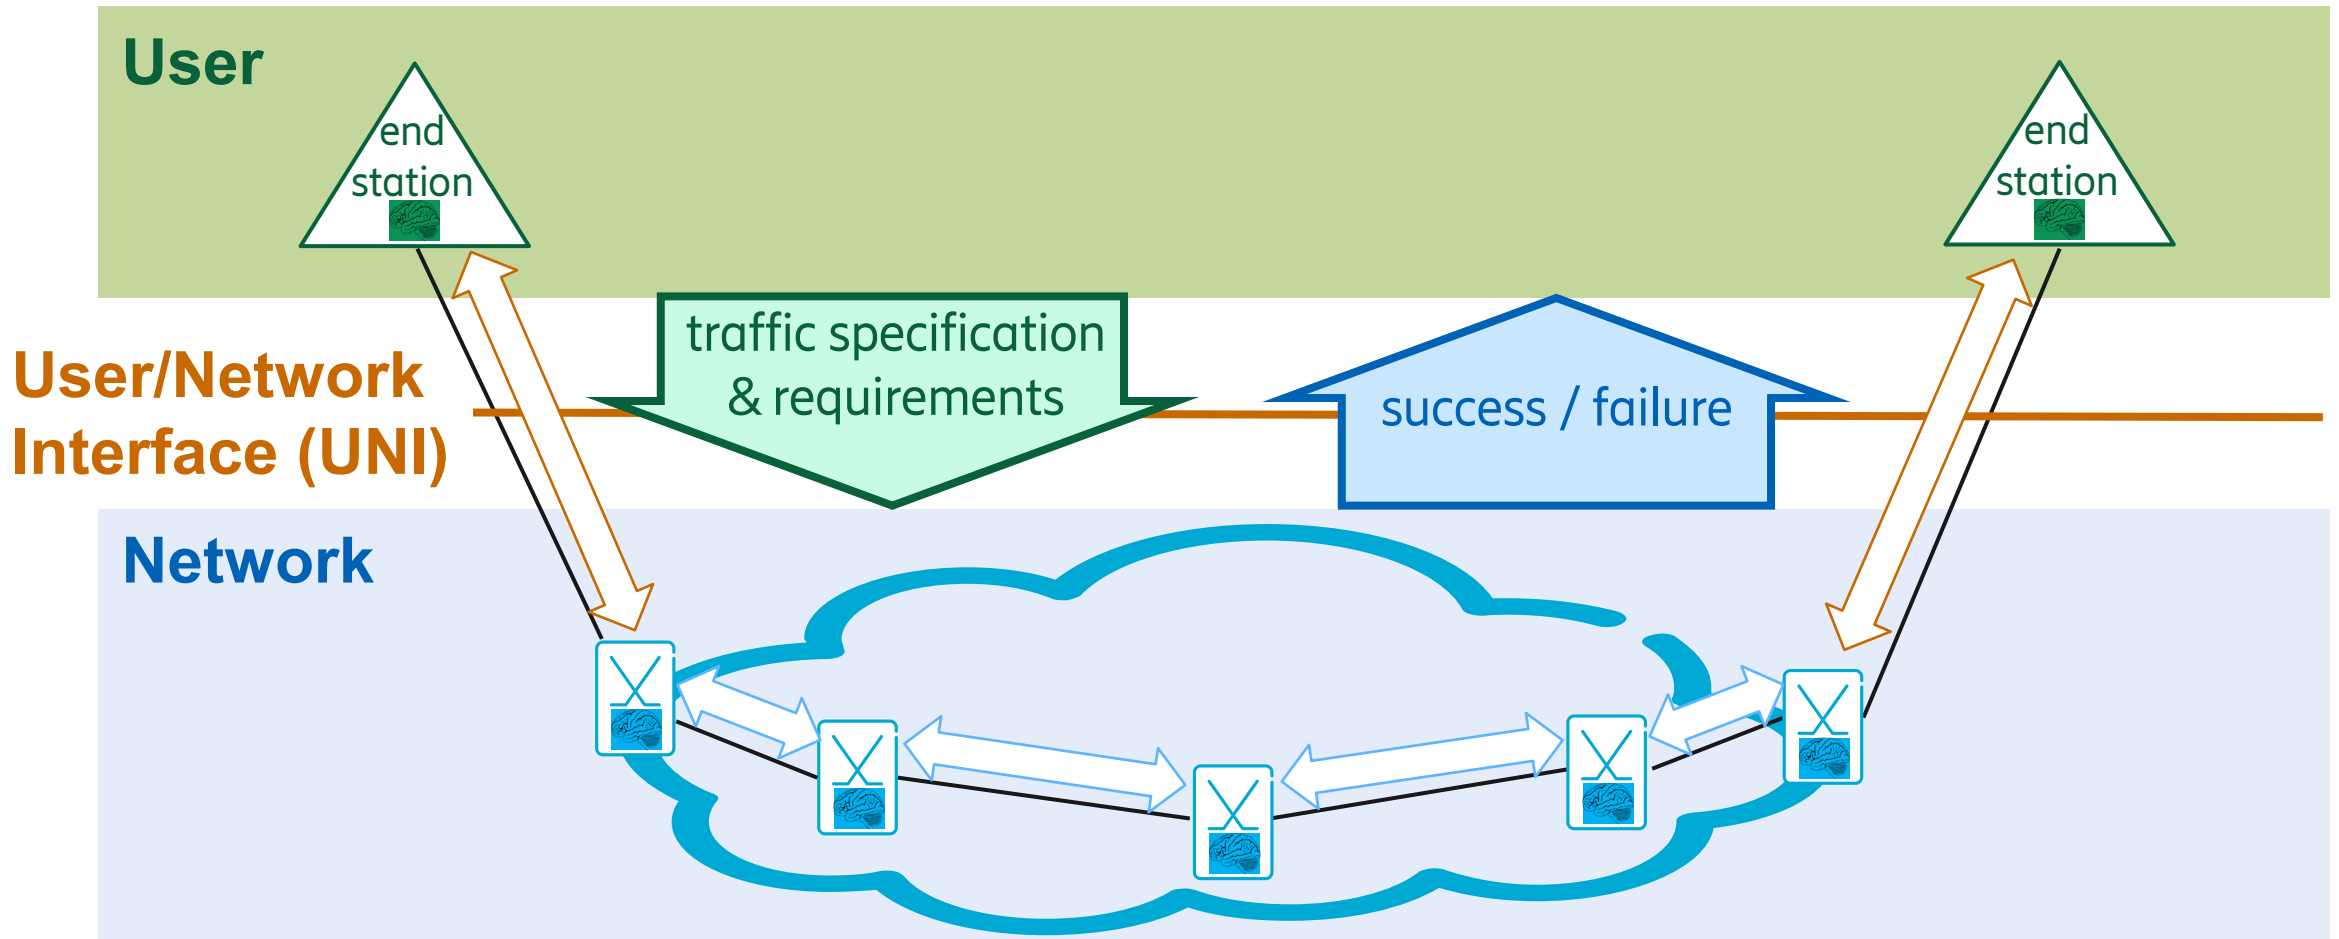 User
end
station
end
station
traffic specification
& requirements
success / failure
User/Network
Interface (UNI)
Network